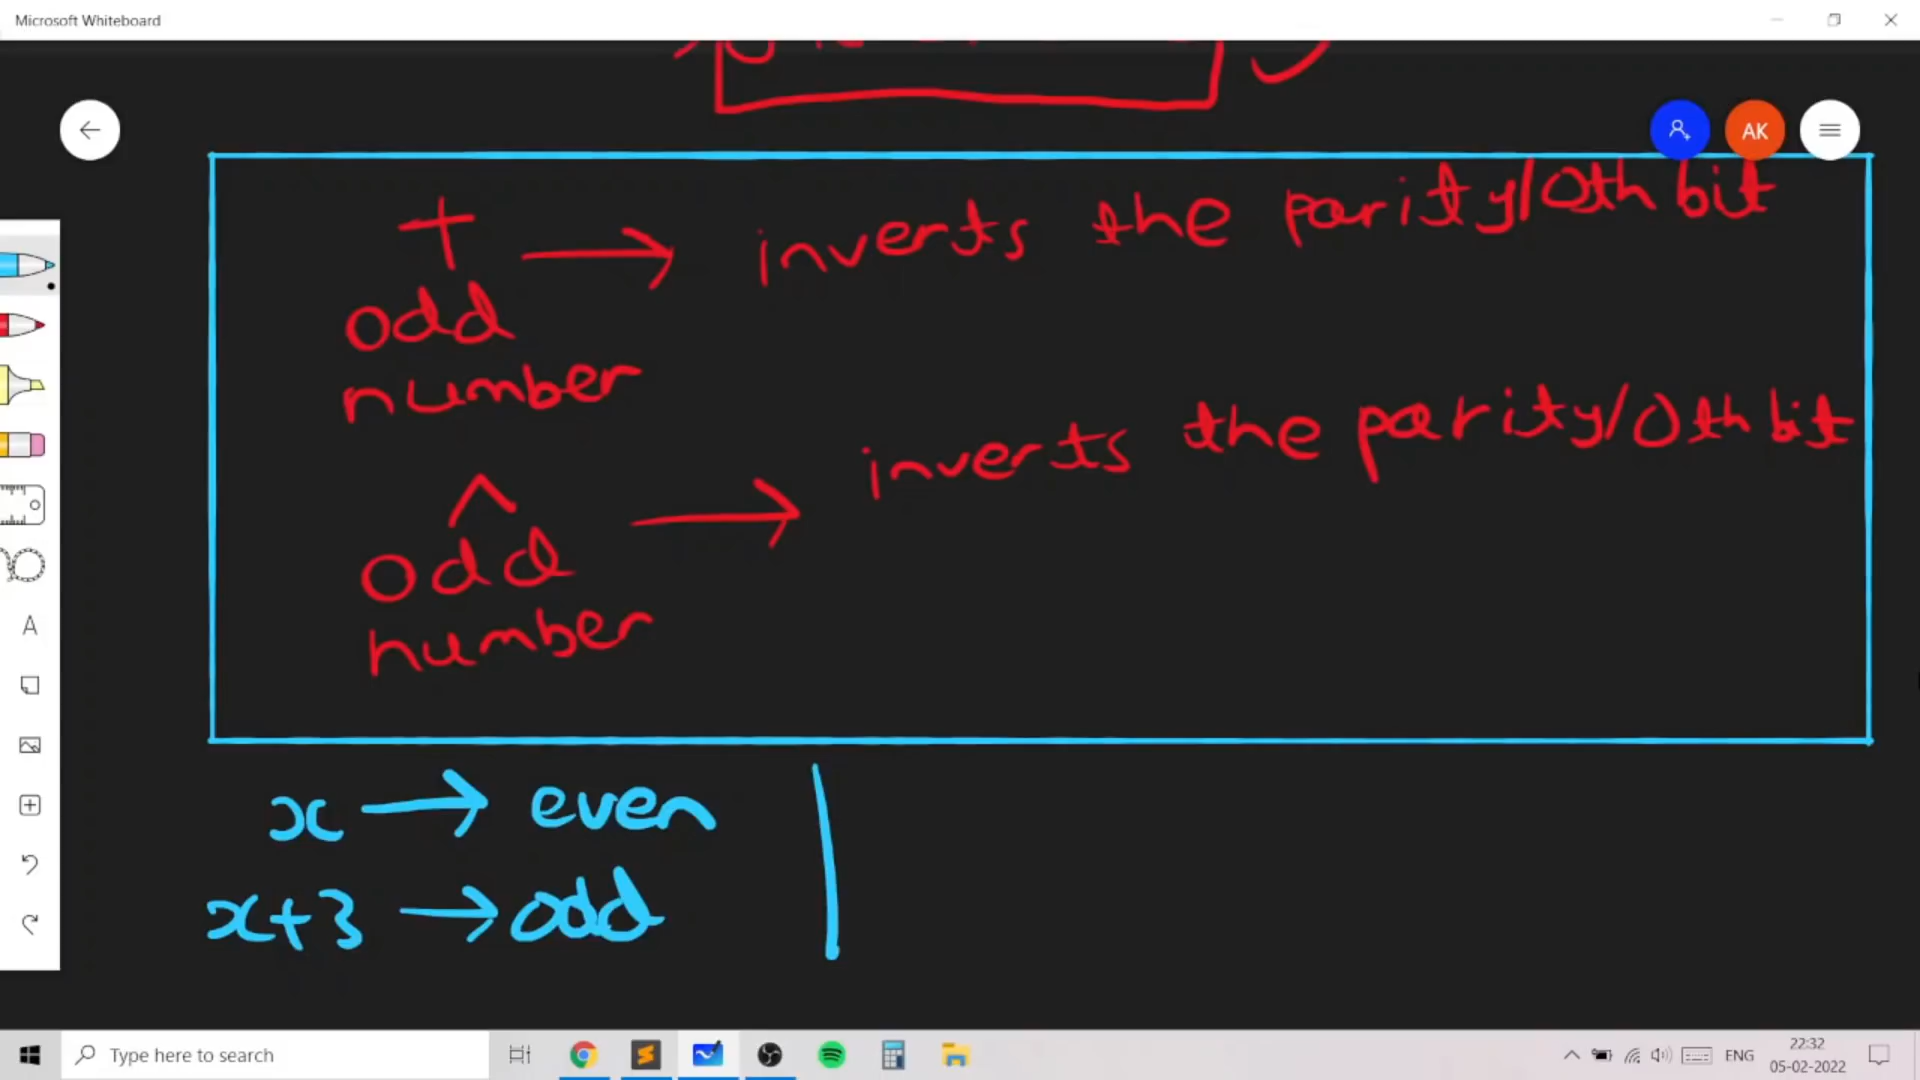 Microsoft Whiteboard
AK
+ → inverts the parity/0th bit
odd
number
^ → inverts the parity/0th bit
odd
number
A
x → even
x+3 → odd
Type here to search
ENG
22:32
05-02-2022